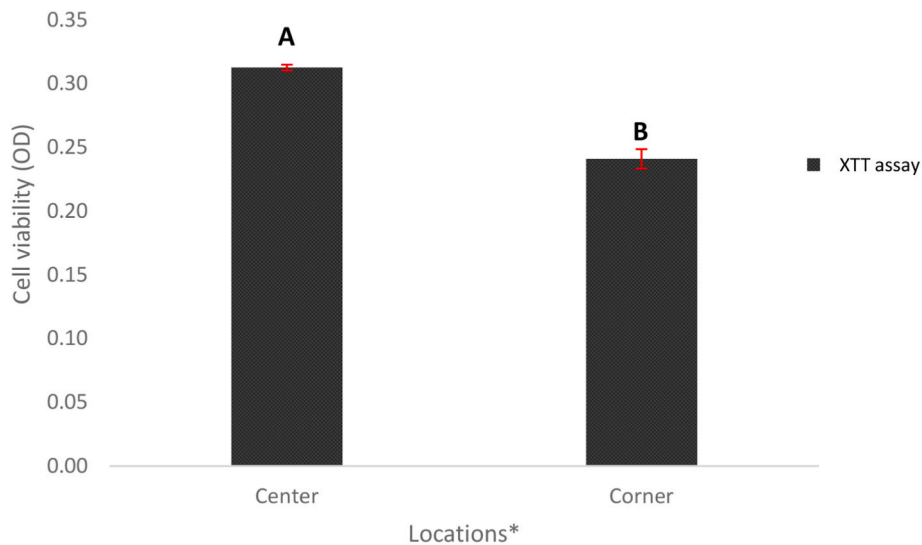 0.35
0.30
0.25
0.20
0.15
0.10
0.05
0.00
Cell viability (OD)
A
B
XTT assay
Center
Corner
Locations*